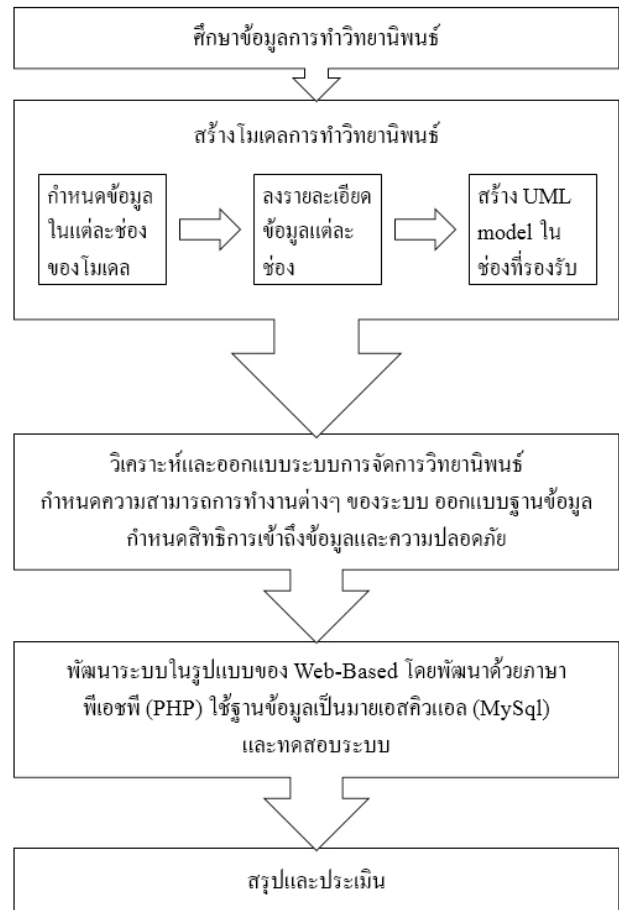 ศึกษาข้อมูลการทำวิทยานิพนธ์
สร้างโมเดลการทำวิทยานิพนธ์
กำหนดข้อมูล
ในแต่ละช่อง
ของโมเดล
ลงรายละเอียด
ข้อมูลแต่ละ
ช่อง
สร้าง UML
model ใน
ช่องที่รองรับ
วิเคราะห์และออกแบบระบบการจัดการวิทยานิพนธ์
กำหนดความสามารถการทำงานต่างๆ ของระบบ ออกแบบฐานข้อมูล
กำหนดสิทธิการเข้าถึงข้อมูลและความปลอดภัย
พัฒนาระบบในรูปแบบของ Web-Based โดยพัฒนาด้วยภาษา
พีเอชพี (PHP) ใช้ฐานข้อมูลเป็นมายเอสคิวแอล (MySql)
และทดสอบระบบ
สรุปและประเมิน